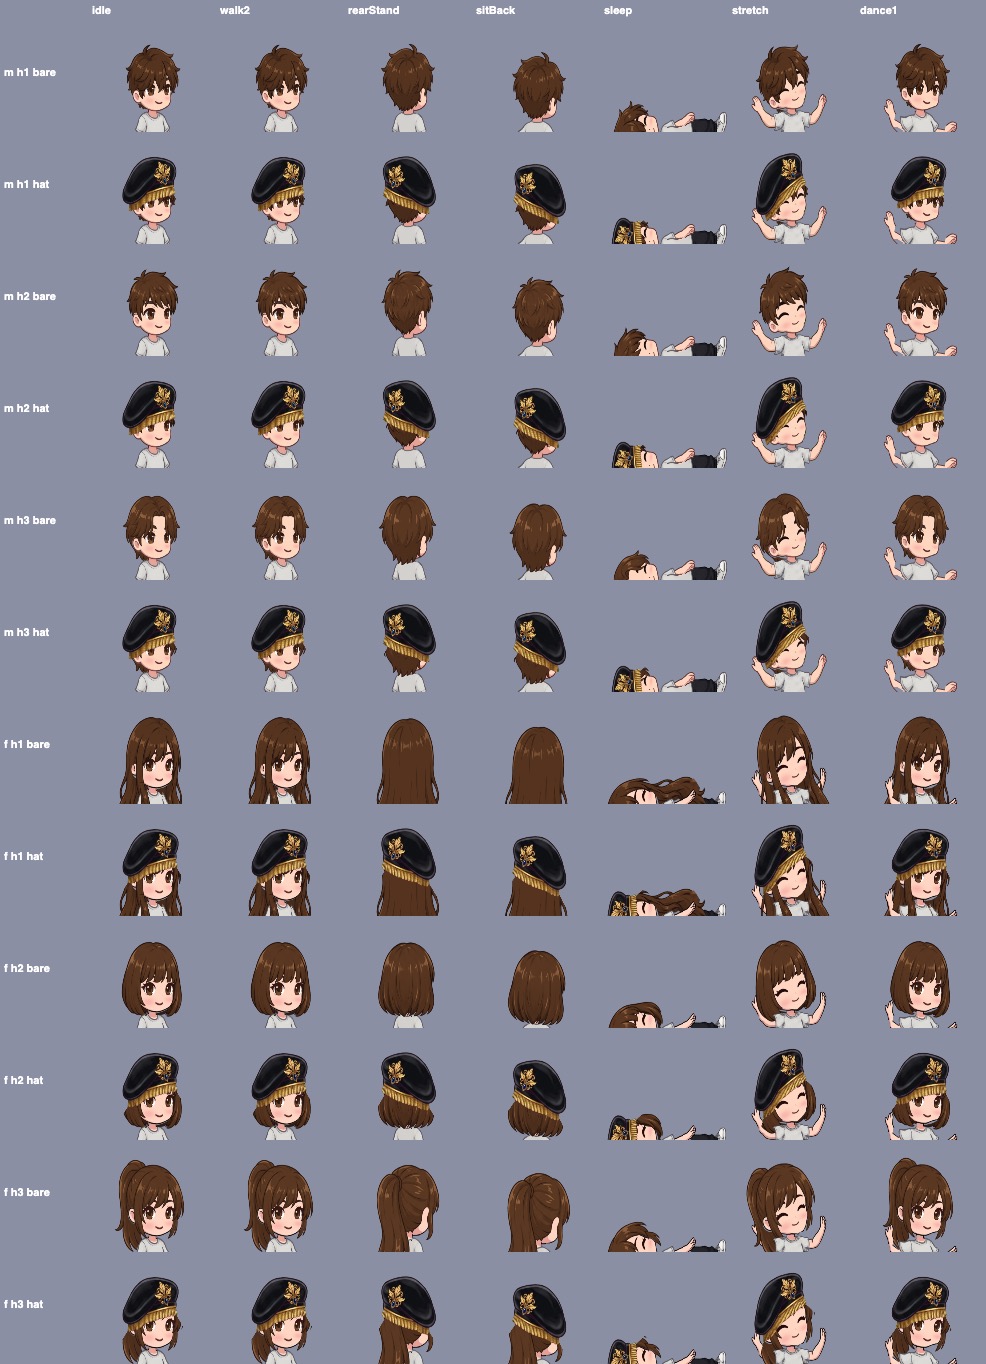 idle walk2 rearStand sitBack sleep stretch dance1
m h1 bare
m h1 hat
m h2 bare
m h2 hat
m h3 bare
m h3 hat
f h1 bare
f h1 hat
f h2 bare
f h2 hat
f h3 bare
f h3 hat